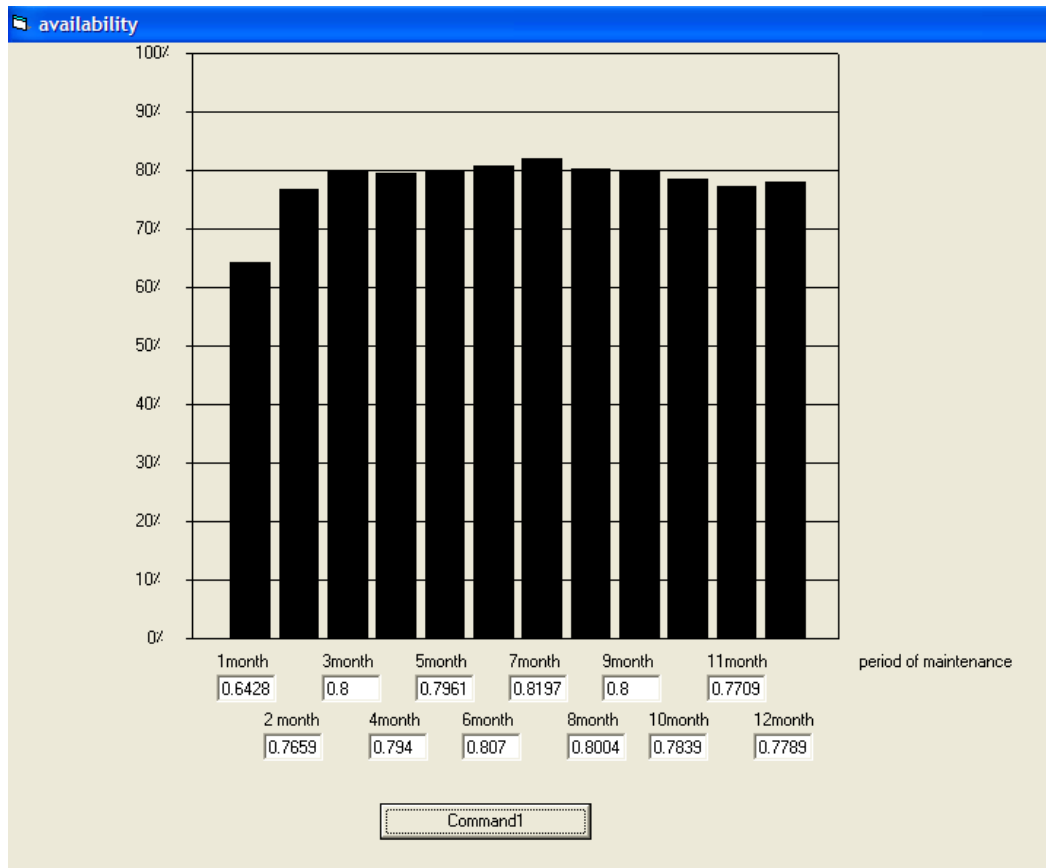 availability
100%
90%
80%
70%
60%
50%
40%
30%
20%
10%
0%
1month 3month 5month 7month 9month 11month period of maintenance
0.6428 0.8 0.7961 0.8197 0.8 0.7709
2 month 4month 6month 8month 10month 12month
0.7659 0.794 0.807 0.8004 0.7839 0.7789
Command1